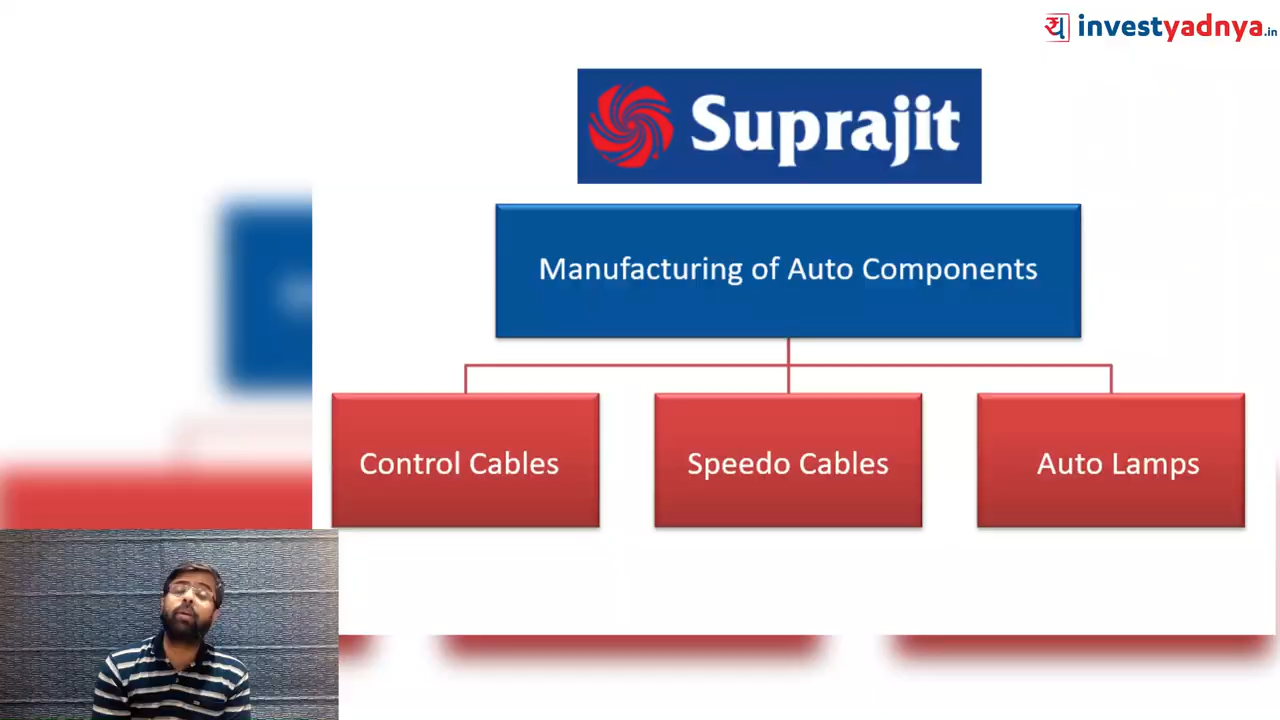 investyadnya.in
Suprajit
Manufacturing of Auto Components
Control Cables
Speedo Cables
Auto Lamps